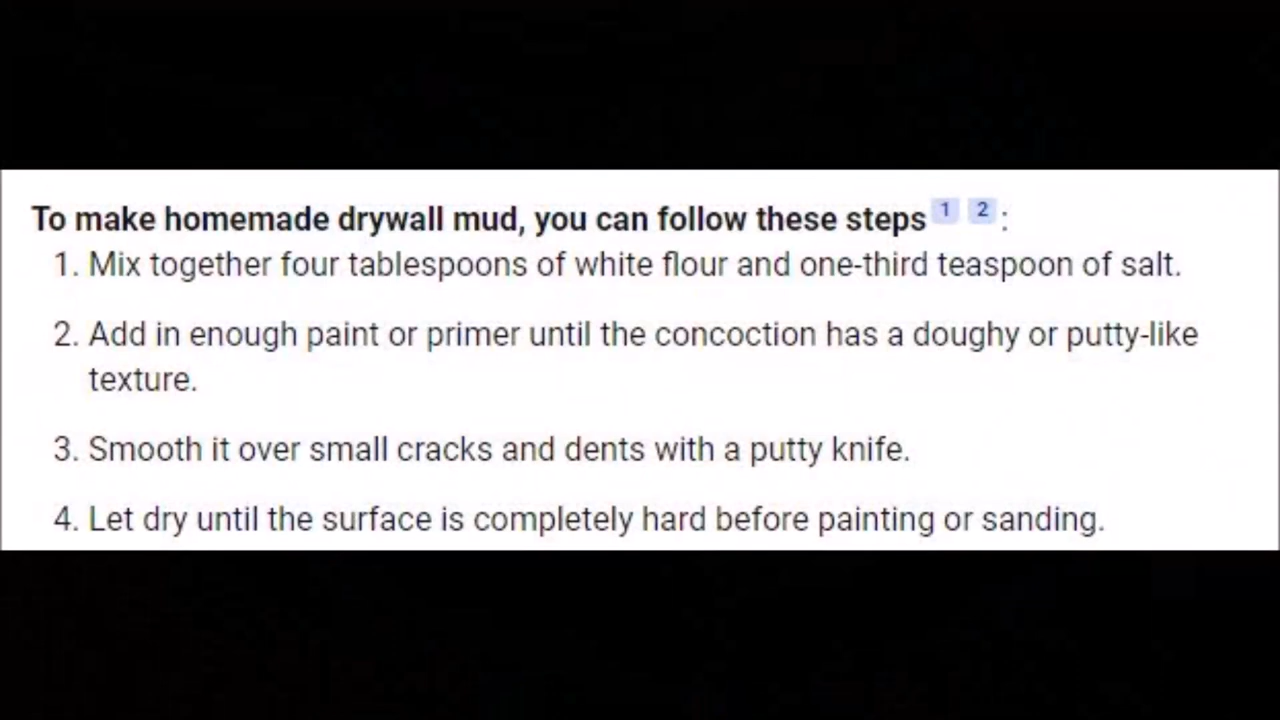 To make homemade drywall mud, you can follow these steps 1 2 :
1. Mix together four tablespoons of white flour and one-third teaspoon of salt.
2. Add in enough paint or primer until the concoction has a doughy or putty-like
texture.
3. Smooth it over small cracks and dents with a putty knife.
4. Let dry until the surface is completely hard before painting or sanding.